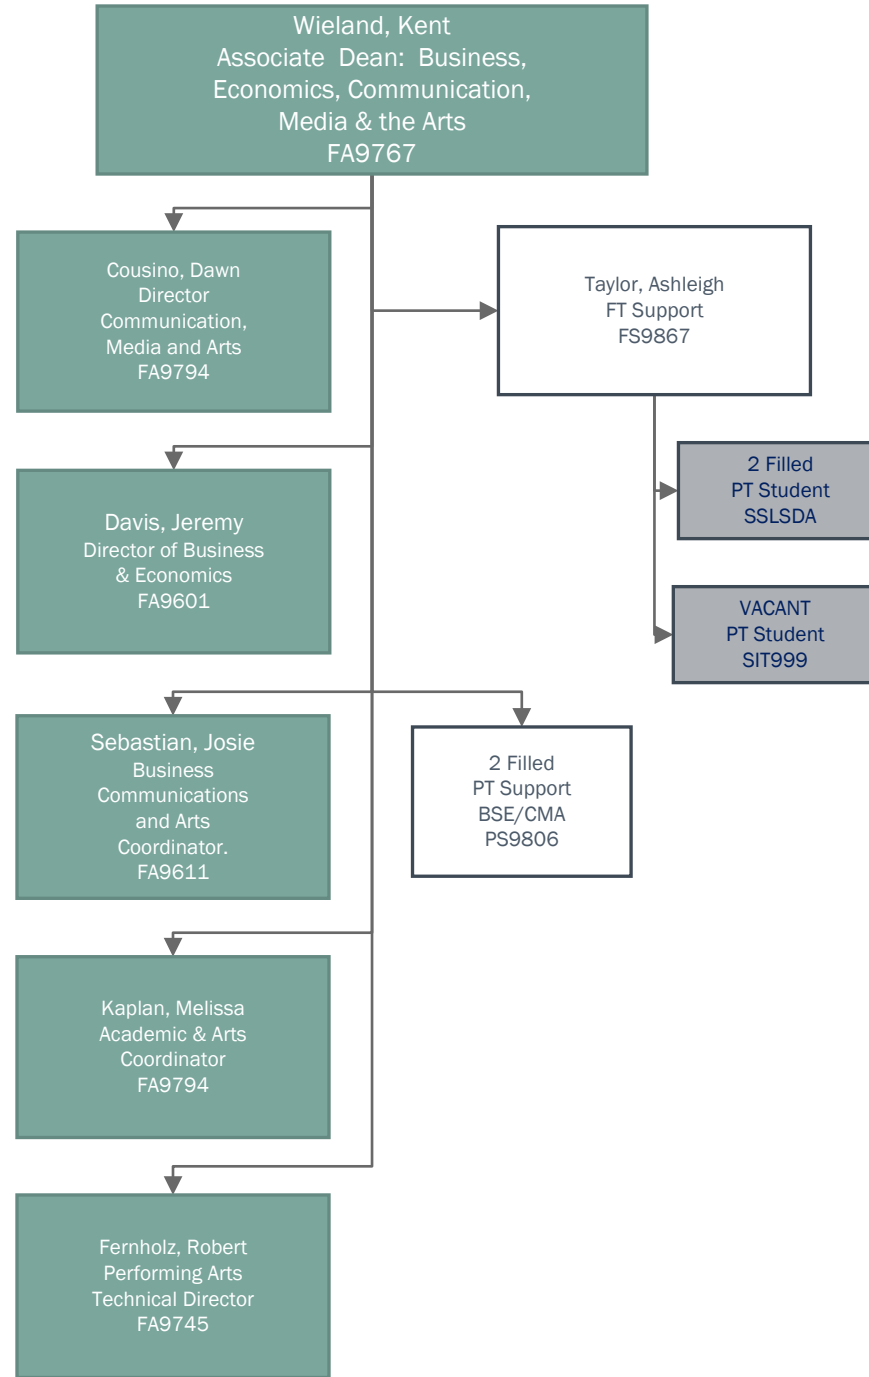 Wieland, Kent
Associate Dean: Business,
Economics, Communication,
Media & the Arts
FA9767
Cousino, Dawn
Director
Communication,
Media and Arts
FA9794
Taylor, Ashleigh
FT Support
FS9867
2 Filled
PT Student
SSLSDA
Davis, Jeremy
Director of Business
& Economics
FA9601
VACANT
PT Student
SIT999
Sebastian, Josie
Business
Communications
and Arts
Coordinator.
FA9611
2 Filled
PT Support
BSE/CMA
PS9806
Kaplan, Melissa
Academic & Arts
Coordinator
FA9794
Fernholz, Robert
Performing Arts
Technical Director
FA9745